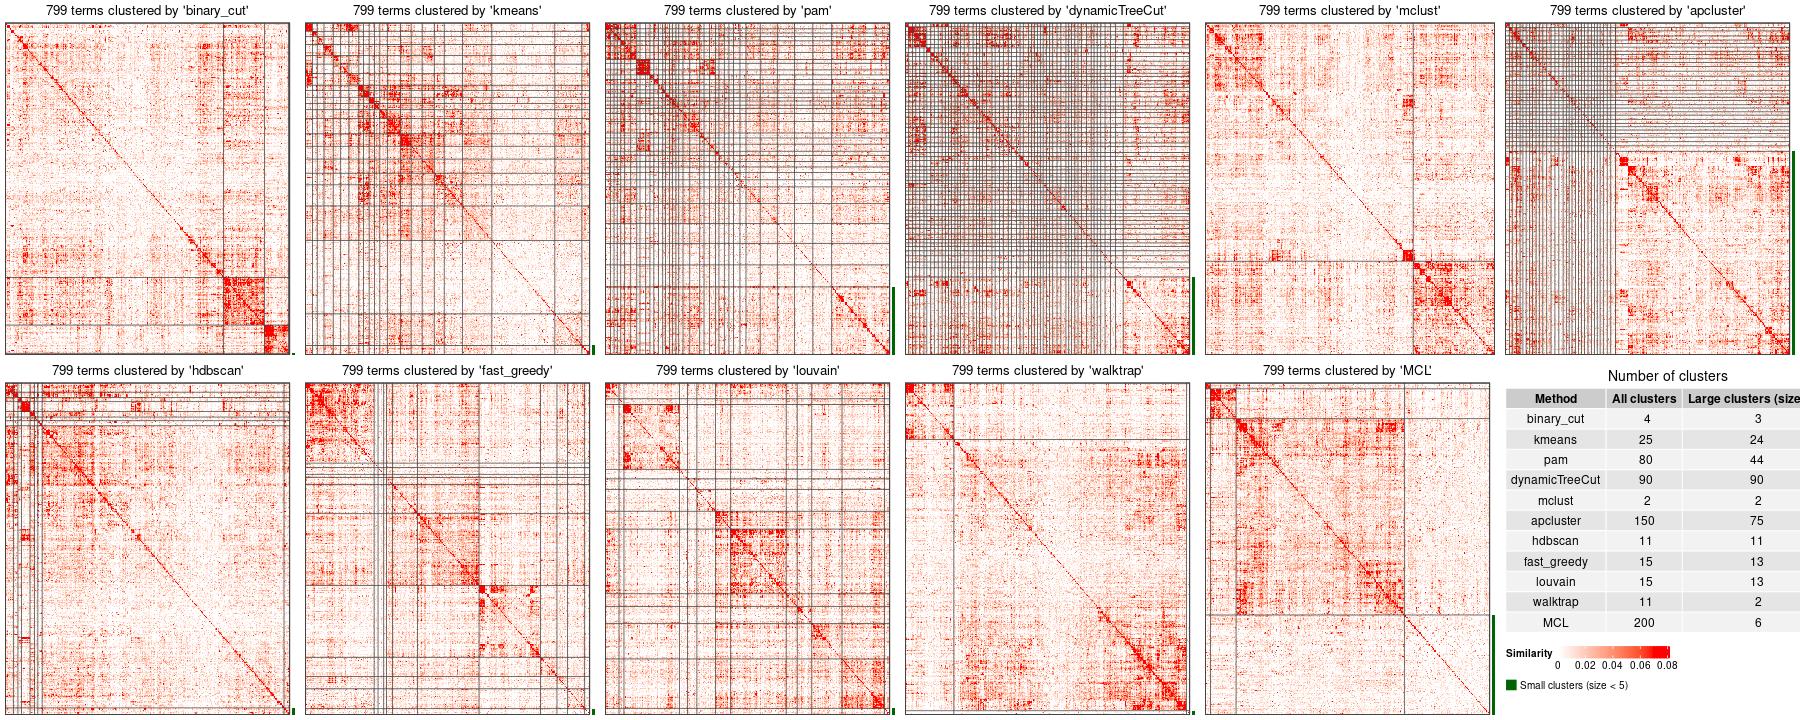 799 terms clustered by 'binary_cut'
799 terms clustered by 'kmeans'
799 terms clustered by 'pam'
799 terms clustered by 'dynamicTreeCut'
799 terms clustered by 'mclust'
799 terms clustered by 'apcluster'
799 terms clustered by 'hdbscan'
799 terms clustered by 'fast_greedy'
799 terms clustered by 'louvain'
799 terms clustered by 'walktrap'
799 terms clustered by 'MCL'
Number of clusters
Method All clusters Large clusters (size
binary_cut 4 3
kmeans 25 24
pam 80 44
dynamicTreeCut 90 90
mclust 2 2
apcluster 150 75
hdbscan 11 11
fast_greedy 15 13
louvain 15 13
walktrap 11 2
MCL 200 6
Similarity
0 0.02 0.04 0.06 0.08
Small clusters (size < 5)